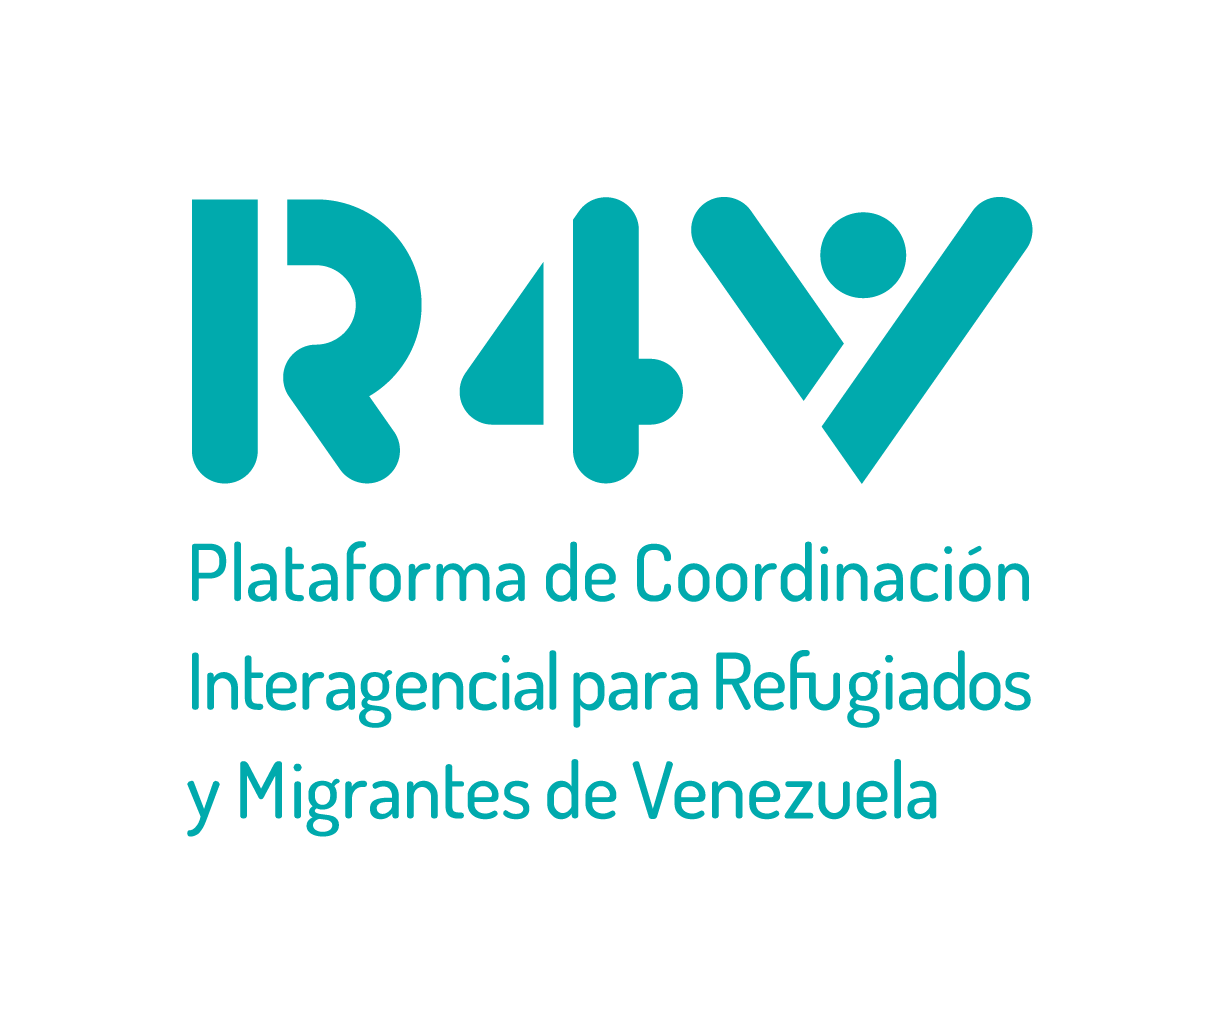 R4V
Plataforma de Coordinación
Interagencial para Refugiados
y Migrantes de Venezuela